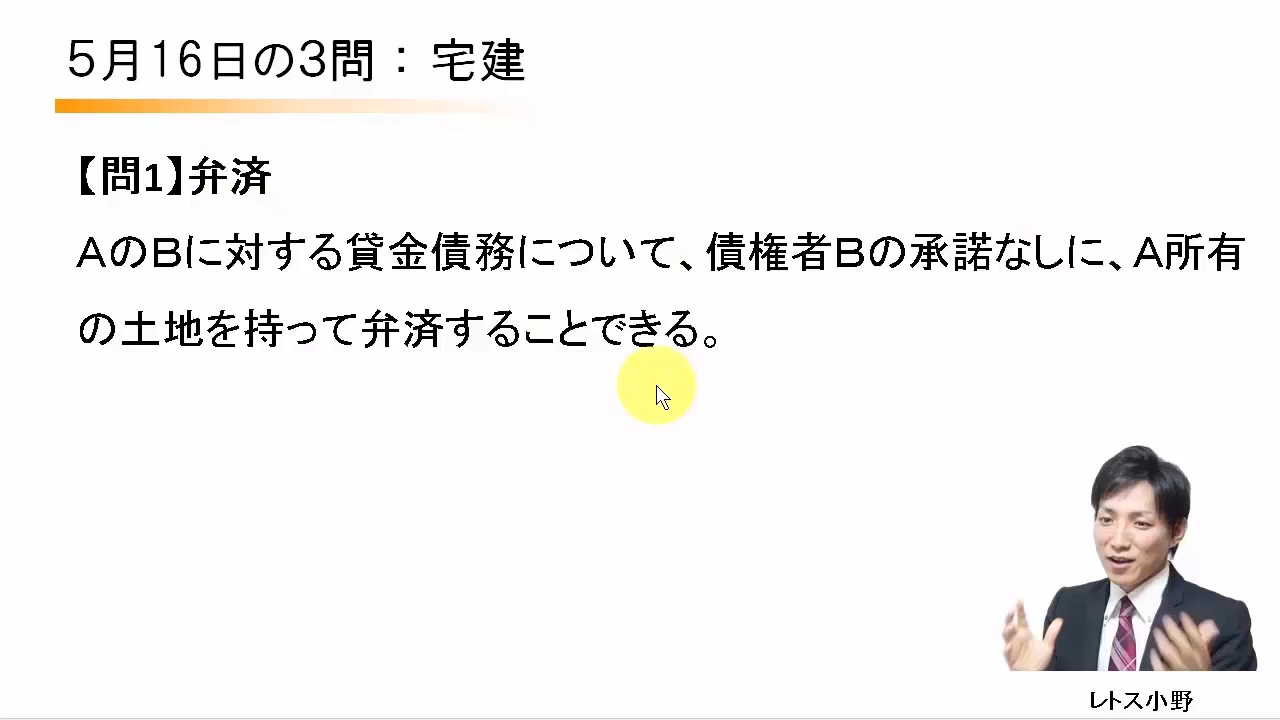 5月16日の3問：宅建
【問1】弁済
AのBに対する貸金債務について、債権者Bの承諾なしに、A所有
の土地を持って弁済することできる。
レトス小野